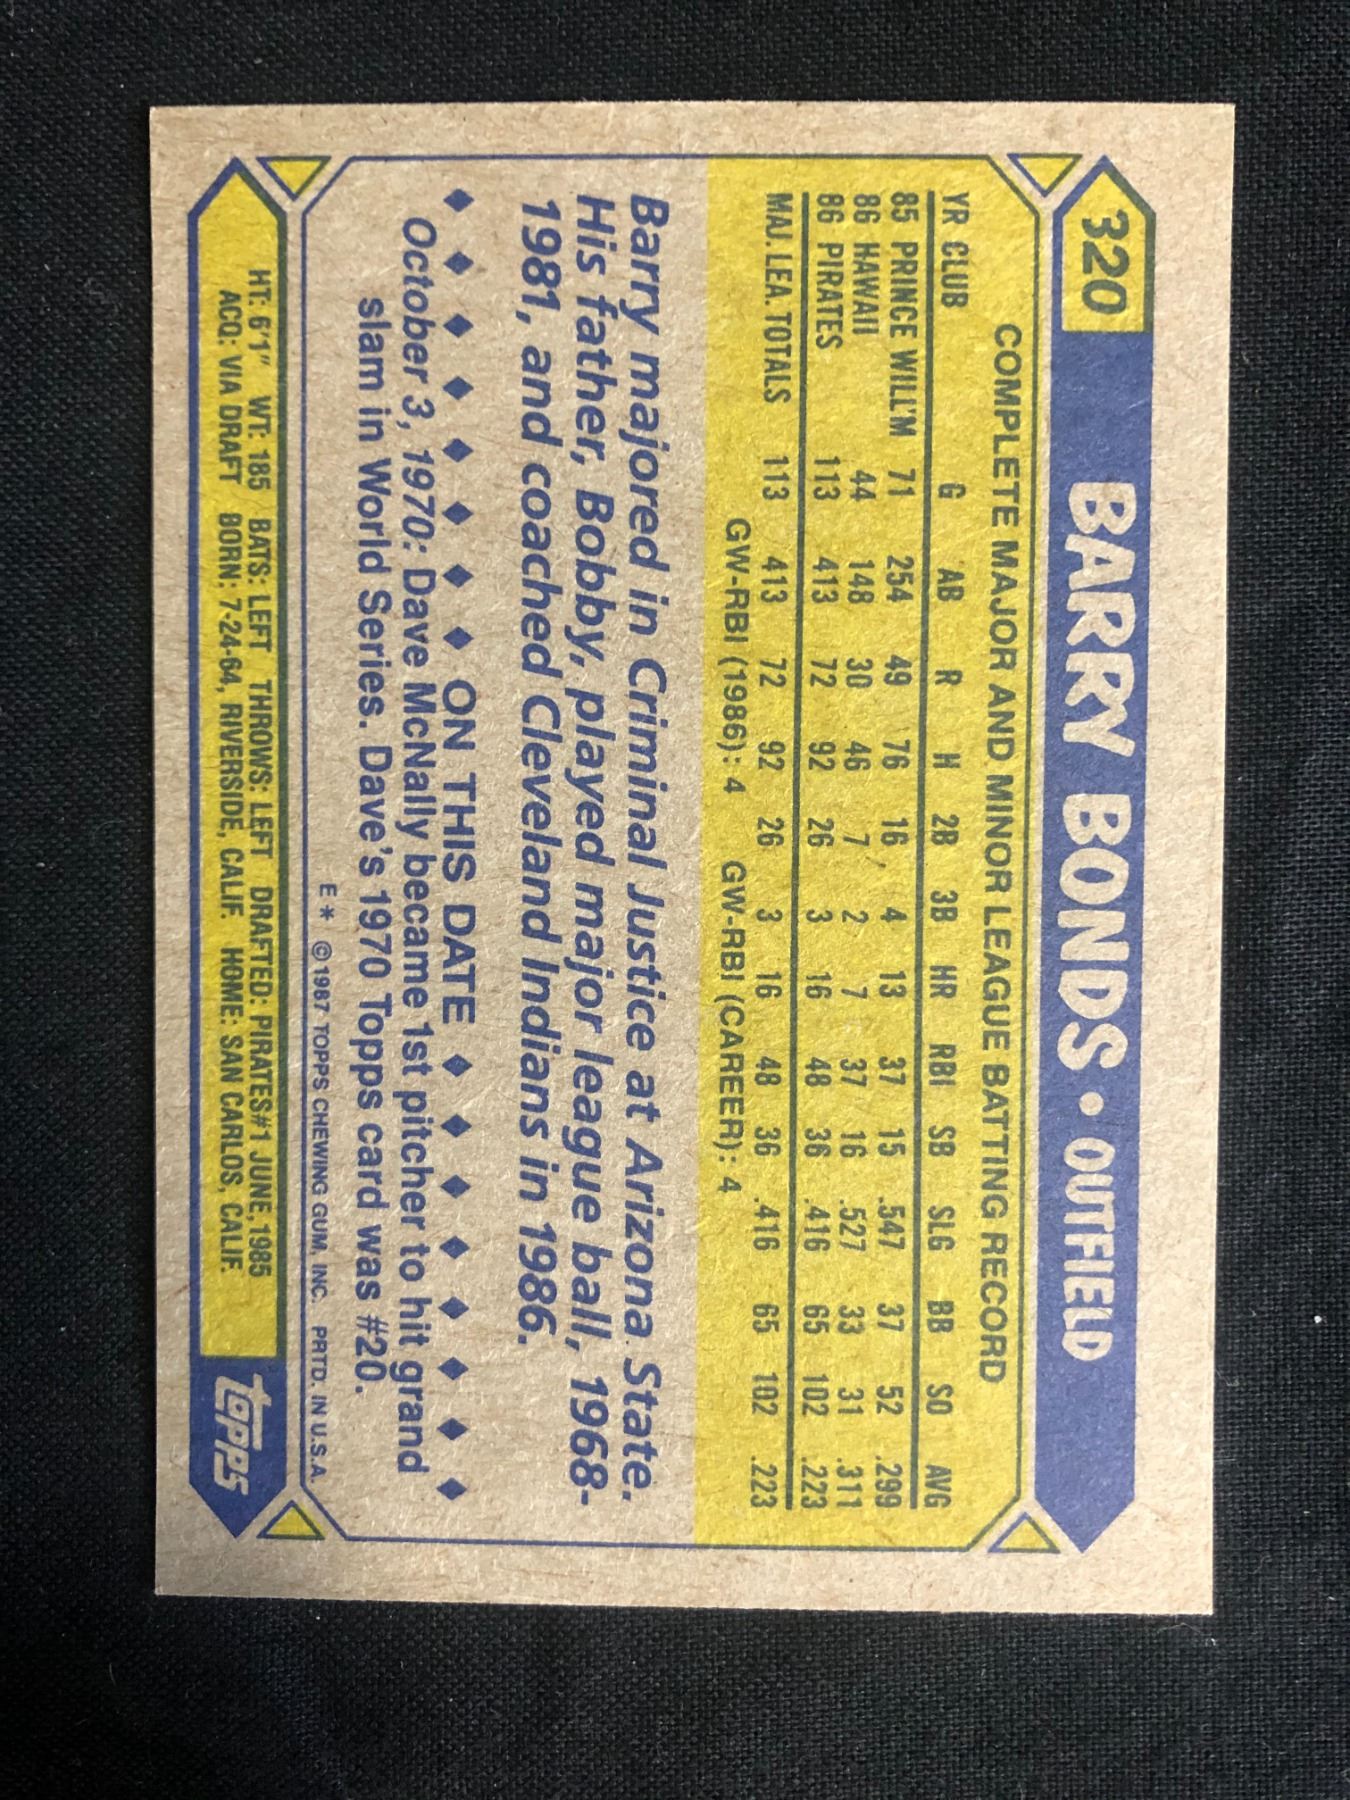 320 BARRY BONDS • OUTFIELD
COMPLETE MAJOR AND MINOR LEAGUE BATTING RECORD
YR CLUB G AB R H 2B 3B HR RBI SB SLG BB SO AVG
85 PRINCE WILL'M 71 254 49 76 16 4 13 37 15 .547 37 52 .299
86 HAWAII 44 148 30 46 7 2 7 37 16 .527 33 31 .311
86 PIRATES 113 413 72 92 26 3 16 48 36 .416 65 102 .223
MAJ. LEA. TOTALS 113 413 72 92 26 3 16 48 36 .416 65 102 .223
GW-RBI (1986): 4 GW-RBI (CAREER): 4
Barry majored in Criminal Justice at Arizona State.
His father, Bobby, played major league ball, 1968-
1981, and coached Cleveland Indians in 1986.
ON THIS DATE
October 3, 1970: Dave McNally became 1st pitcher to hit grand
slam in World Series. Dave's 1970 Topps card was #20.
E * © 1987 TOPPS CHEWING GUM, INC. PRTD. IN U.S.A.
HT: 6'1" WT: 185 BATS: LEFT THROWS: LEFT DRAFTED: PIRATES#1 JUNE,1985
ACQ: VIA DRAFT BORN: 7-24-64, RIVERSIDE, CALIF. HOME: SAN CARLOS, CALIF.
TOPPS